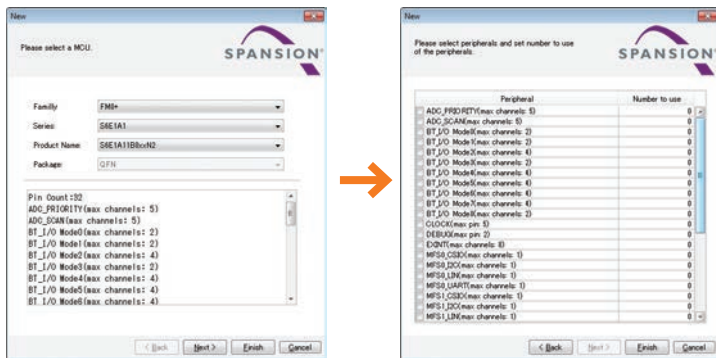 New
Please select a MCU.
SPANSION®
Familly FM0+
Series S6E1A1
Product Name S6E1A11B0xxN2
Package QFN
Pin Count:32
ADC_PRIORITY(max channels: 5)
ADC_SCAN(max channels: 5)
BT_I/O Mode0(max channels: 2)
BT_I/O Mode1(max channels: 2)
BT_I/O Mode2(max channels: 4)
BT_I/O Mode3(max channels: 2)
BT_I/O Mode4(max channels: 4)
BT_I/O Mode5(max channels: 4)
BT_I/O Mode6(max channels: 4)
< Back Next > Finish Cancel
New
Please select peripherals and set number to use
of the peripherals.
SPANSION®
Peripheral Number to use
ADC_PRIORITY(max channels: 5) 0
ADC_SCAN(max channels: 5) 0
BT_I/O Mode0(max channels: 2) 0
BT_I/O Mode1(max channels: 2) 0
BT_I/O Mode2(max channels: 4) 0
BT_I/O Mode3(max channels: 2) 0
BT_I/O Mode4(max channels: 4) 0
BT_I/O Mode5(max channels: 4) 0
BT_I/O Mode6(max channels: 4) 0
BT_I/O Mode7(max channels: 4) 0
BT_I/O Mode8(max channels: 2) 0
CLOCK(max pin: 5) 0
DEBUG(max pin: 2) 0
EXINT(max channels: 8) 0
MFS0_CSIO(max channels: 1) 0
MFS0_I2C(max channels: 1) 0
MFS0_LIN(max channels: 1) 0
MFS0_UART(max channels: 1) 0
MFS1_CSIO(max channels: 1) 0
MFS1_I2C(max channels: 1) 0
MFS1_LIN(max channels: 1) 0
< Back Next > Finish Cancel